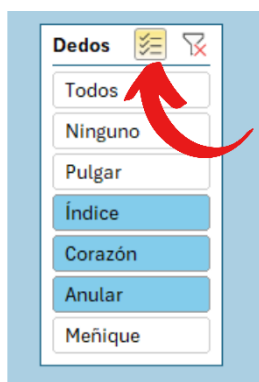 Dedos
Todos
Ninguno
Pulgar
Índice
Corazón
Anular
Meñique